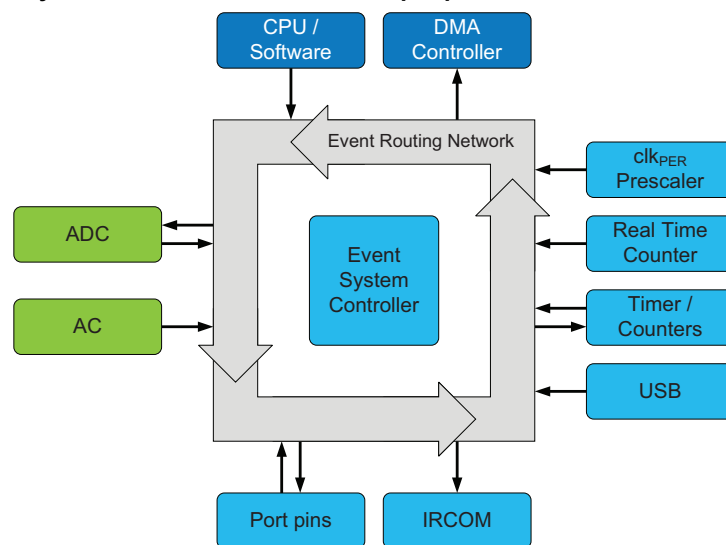 CPU /
Software
DMA
Controller
Event Routing Network
clkPER
Prescaler
ADC
Real Time
Counter
Event
System
Controller
AC
Timer /
Counters
USB
Port pins
IRCOM